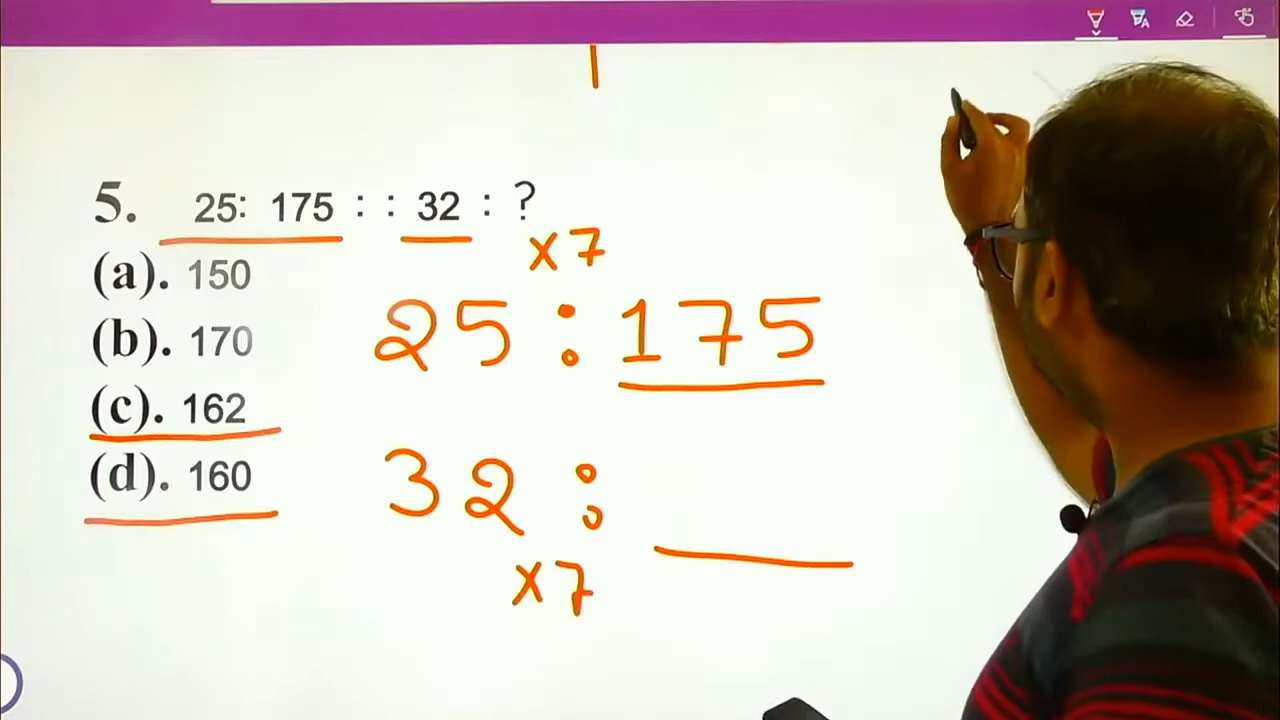 5. 25: 175 : : 32 : ?
x7
(a). 150
25 : 175
(b). 170
(c). 162
32 :
(d). 160
x7